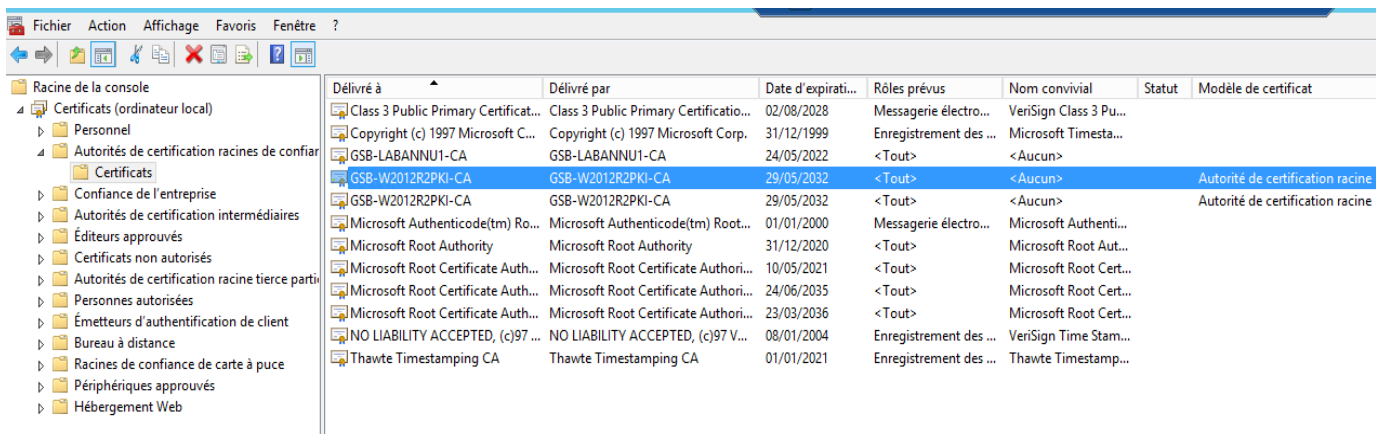 Fichier Action Affichage Favoris Fenêtre ?
Racine de la console
Certificats (ordinateur local)
Personnel
Autorités de certification racines de confiar
Certificats
Confiance de l'entreprise
Autorités de certification intermédiaires
Éditeurs approuvés
Certificats non autorisés
Autorités de certification racine tierce parti
Personnes autorisées
Émetteurs d'authentification de client
Bureau à distance
Racines de confiance de carte à puce
Périphériques approuvés
Hébergement Web
Délivré à Délivré par Date d'expirati... Rôles prévus Nom convivial Statut Modèle de certificat
Class 3 Public Primary Certificat... Class 3 Public Primary Certificatio... 02/08/2028 Messagerie électro... VeriSign Class 3 Pu...
Copyright (c) 1997 Microsoft C... Copyright (c) 1997 Microsoft Corp. 31/12/1999 Enregistrement des ... Microsoft Timesta...
GSB-LABANNU1-CA GSB-LABANNU1-CA 24/05/2022 <Tout> <Aucun>
GSB-W2012R2PKI-CA GSB-W2012R2PKI-CA 29/05/2032 <Tout> <Aucun> Autorité de certification racine
GSB-W2012R2PKI-CA GSB-W2012R2PKI-CA 29/05/2032 <Tout> <Aucun> Autorité de certification racine
Microsoft Authenticode(tm) Ro... Microsoft Authenticode(tm) Root... 01/01/2000 Messagerie électro... Microsoft Authenti...
Microsoft Root Authority Microsoft Root Authority 31/12/2020 <Tout> Microsoft Root Aut...
Microsoft Root Certificate Auth... Microsoft Root Certificate Authori... 10/05/2021 <Tout> Microsoft Root Cert...
Microsoft Root Certificate Auth... Microsoft Root Certificate Authori... 24/06/2035 <Tout> Microsoft Root Cert...
Microsoft Root Certificate Auth... Microsoft Root Certificate Authori... 23/03/2036 <Tout> Microsoft Root Cert...
NO LIABILITY ACCEPTED, (c)97 ... NO LIABILITY ACCEPTED, (c)97 V... 08/01/2004 Enregistrement des ... VeriSign Time Stam...
Thawte Timestamping CA Thawte Timestamping CA 01/01/2021 Enregistrement des ... Thawte Timestamp...